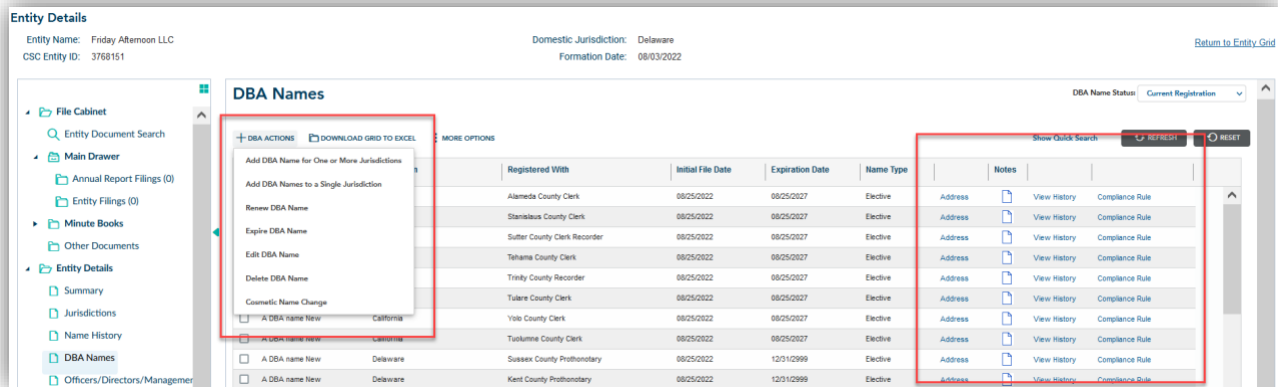 Entity Details
Entity Name: Friday Afternoon LLC
Domestic Jurisdiction: Delaware
CSC Entity ID: 3768151
Formation Date: 08/03/2022
Return to Entity Grid
File Cabinet
Entity Document Search
Main Drawer
Annual Report Filings (0)
Entity Filings (0)
Minute Books
Other Documents
Entity Details
Summary
Jurisdictions
Name History
DBA Names
Officers/Directors/Managemer
DBA Names
DBA Name Status: Current Registration
DBA ACTIONS DOWNLOAD GRID TO EXCEL MORE OPTIONS
Show Quick Search REFRESH RESET
Add DBA Name for One or More Jurisdictions
Add DBA Names to a Single Jurisdiction
Renew DBA Name
Expire DBA Name
Edit DBA Name
Delete DBA Name
Cosmetic Name Change
Registered With Initial File Date Expiration Date Name Type Notes
Alameda County Clerk 08/25/2022 08/25/2027 Elective Address View History Compliance Rule
Stanislaus County Clerk 08/25/2022 08/25/2027 Elective Address View History Compliance Rule
Sutter County Clerk Recorder 08/25/2022 08/25/2027 Elective Address View History Compliance Rule
Tehama County Clerk 08/25/2022 08/25/2027 Elective Address View History Compliance Rule
Trinity County Recorder 08/25/2022 08/25/2027 Elective Address View History Compliance Rule
Tulare County Clerk 08/25/2022 08/25/2027 Elective Address View History Compliance Rule
A DBA name New California Yolo County Clerk 08/25/2022 08/25/2027 Elective Address View History Compliance Rule
A DBA name New California Tuolumne County Clerk 08/25/2022 08/25/2027 Elective Address View History Compliance Rule
A DBA name New Delaware Sussex County Prothonotary 08/25/2022 12/31/2999 Elective Address View History Compliance Rule
A DBA name New Delaware Kent County Prothonotary 08/25/2022 12/31/2999 Elective Address View History Compliance Rule